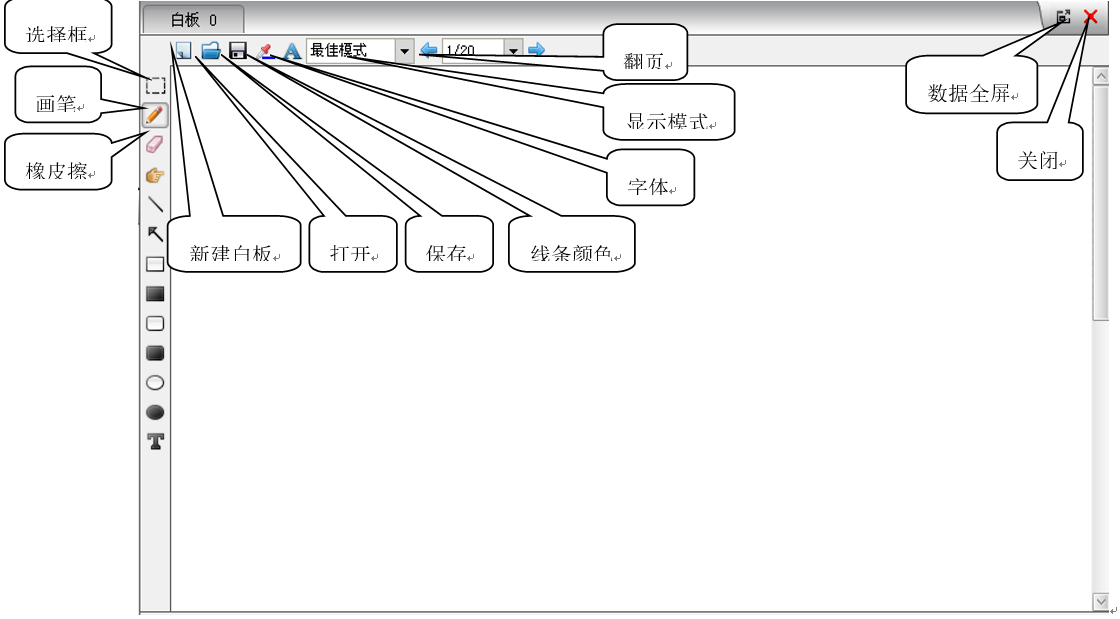 选择框
白板 0
最佳模式
1/20
翻页
画笔
数据全屏
显示模式
橡皮擦
关闭
字体
新建白板
打开
保存
线条颜色